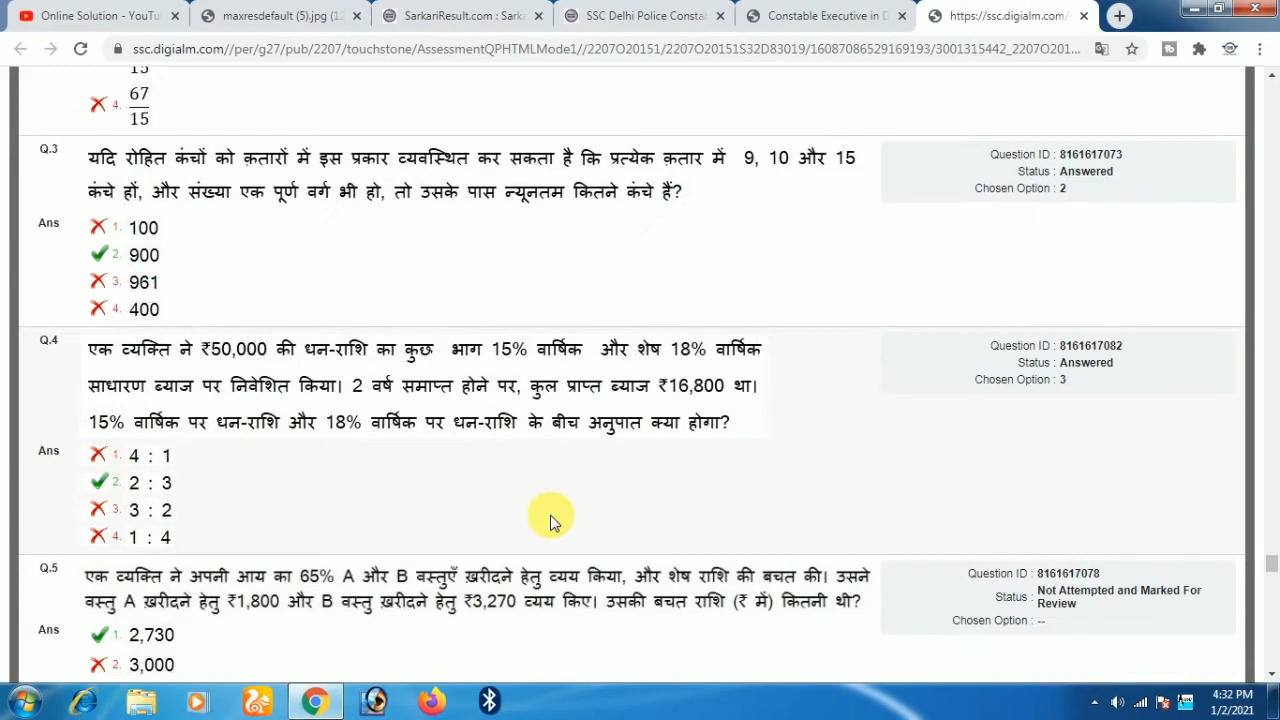 Online Solution - YouTu
maxresdefault (5).jpg (12
SarkariResult.com : Sarka
SSC Delhi Police Consta
Constable Executive in D
https://ssc.digialm.com/
ssc.digialm.com//per/g27/pub/2207/touchstone/AssessmentQPHTMLMode1//2207O20151/2207O20151S32D83019/16087086529169193/3001315442_2207O201...
15
4. 67
15
Q.3
यदि रोहित कंचों को क़तारों में इस प्रकार व्यवस्थित कर सकता है कि प्रत्येक क़तार में 9, 10 और 15
कंचे हों, और संख्या एक पूर्ण वर्ग भी हो, तो उसके पास न्यूनतम कितने कंचे हैं?
Question ID : 8161617073
Status : Answered
Chosen Option : 2
Ans
1. 100
2. 900
3. 961
4. 400
Q.4
एक व्यक्ति ने ₹50,000 की धन-राशि का कुछ भाग 15% वार्षिक और शेष 18% वार्षिक
साधारण ब्याज पर निवेशित किया। 2 वर्ष समाप्त होने पर, कुल प्राप्त ब्याज ₹16,800 था।
15% वार्षिक पर धन-राशि और 18% वार्षिक पर धन-राशि के बीच अनुपात क्या होगा?
Question ID : 8161617082
Status : Answered
Chosen Option : 3
Ans
1. 4 : 1
2. 2 : 3
3. 3 : 2
4. 1 : 4
Q.5
एक व्यक्ति ने अपनी आय का 65% A और B वस्तुएँ ख़रीदने हेतु व्यय किया, और शेष राशि की बचत की। उसने
वस्तु A ख़रीदने हेतु ₹1,800 और B वस्तु ख़रीदने हेतु ₹3,270 व्यय किए। उसकी बचत राशि (₹ में) कितनी थी?
Question ID : 8161617078
Status : Not Attempted and Marked For
Review
Chosen Option : --
Ans
1. 2,730
2. 3,000
4:32 PM
1/2/2021